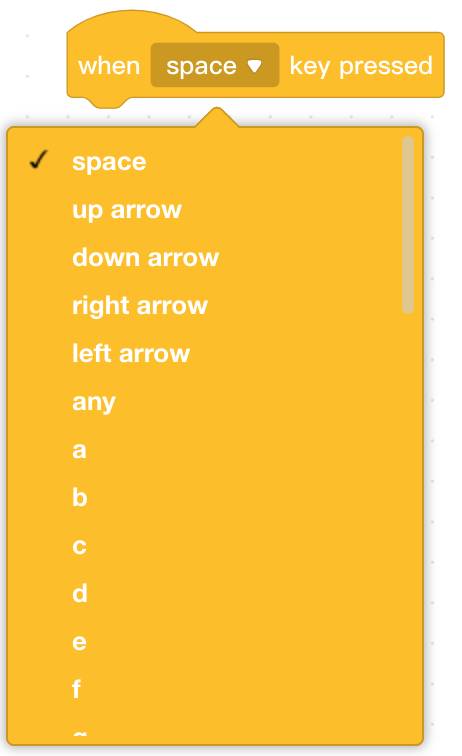 when space ▼ key pressed
✓ space
up arrow
down arrow
right arrow
left arrow
any
a
b
c
d
e
f